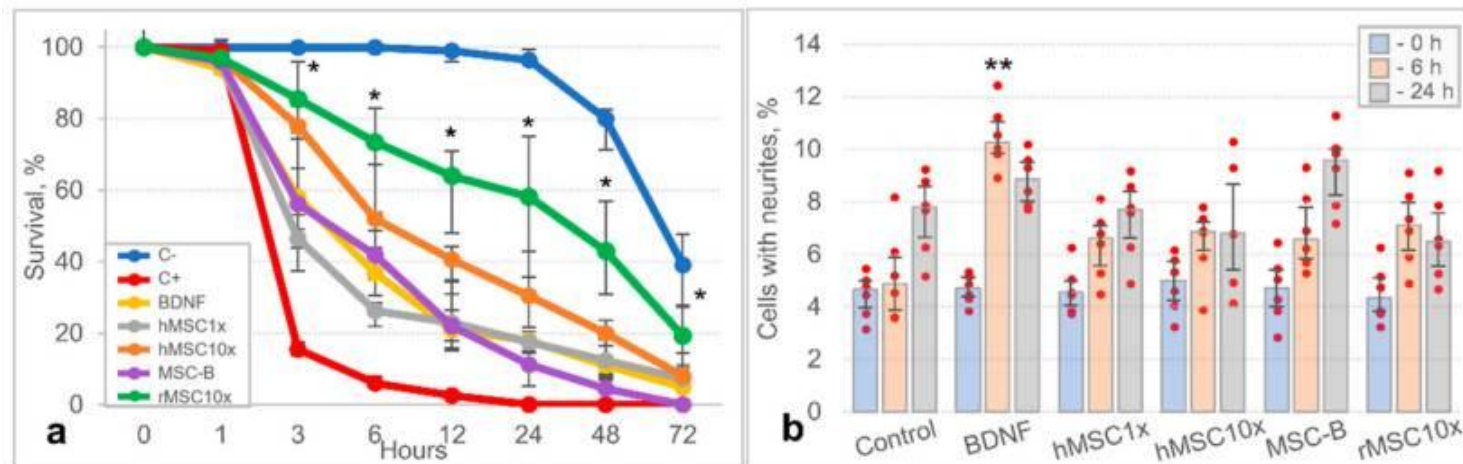 Survival, %
100
80
60
40
20
0
* * * * * *
C-
C+
BDNF
hMSC1x
hMSC10x
MSC-B
rMSC10x
a
0 1 3 6 12 24 48 72
Hours
Cells with neurites, %
14
12
10
8
6
4
2
0
**
- 0 h
- 6 h
- 24 h
b
Control BDNF hMSC1x hMSC10x MSC-B rMSC10x